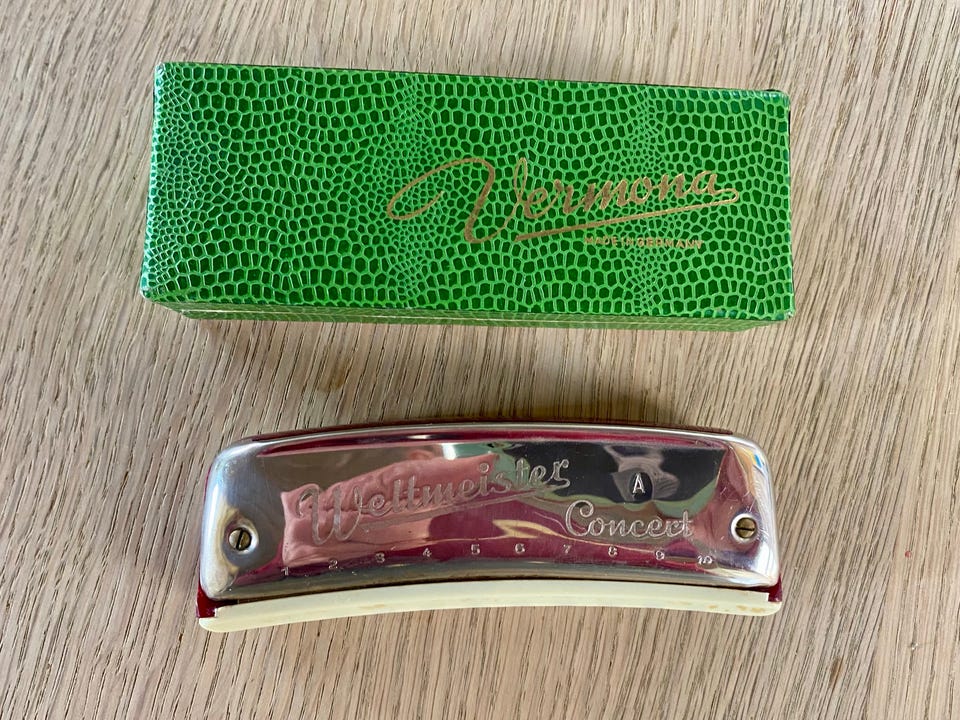 Vermona
MADE IN GERMANY
Weltmeister
A
Concert
1 2 3 4 5 6 7 8 9 10